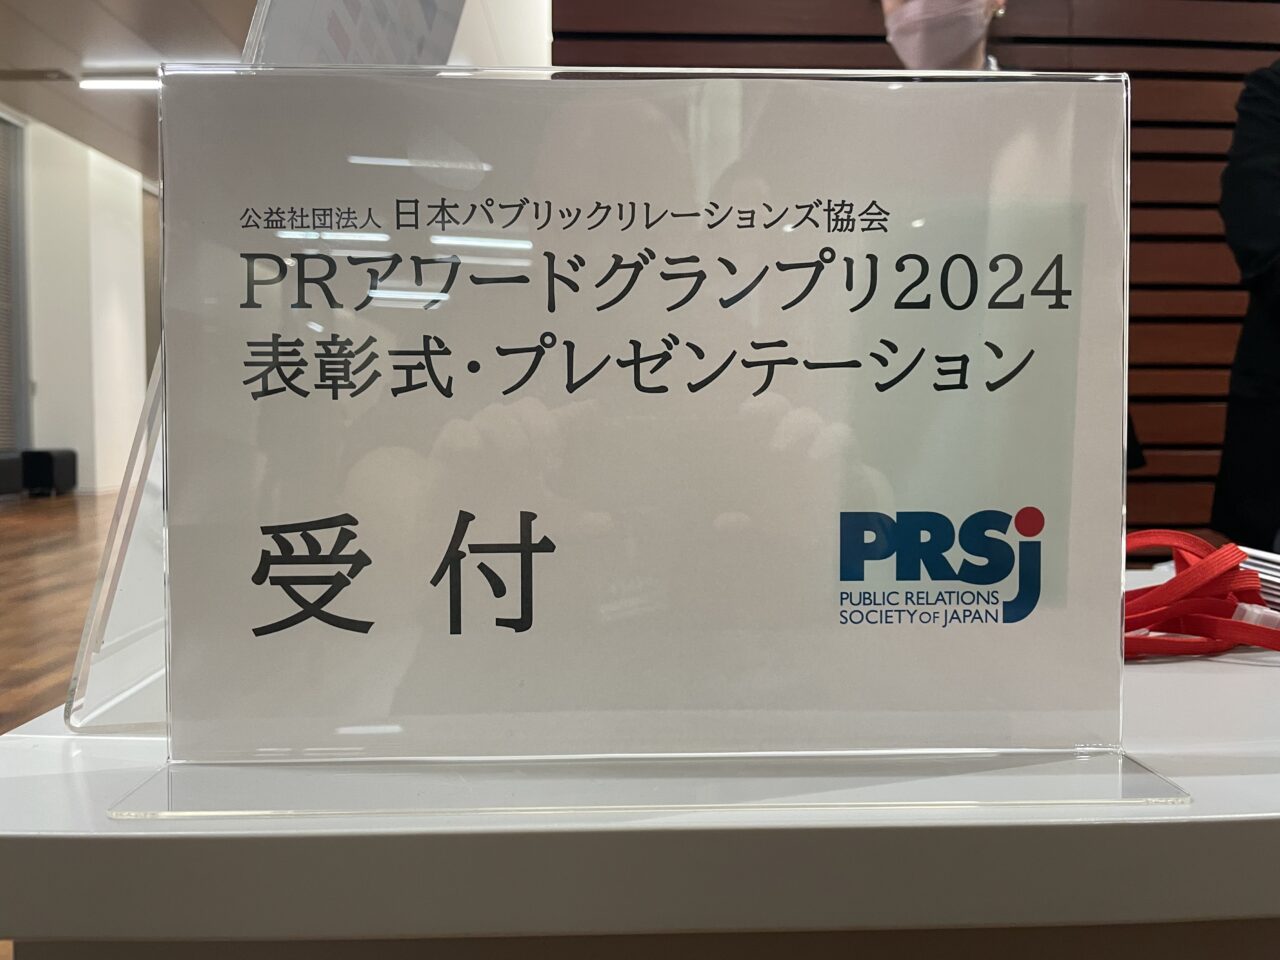 公益社団法人 日本パブリックリレーションズ協会
PRアワードグランプリ2024
表彰式・プレゼンテーション
受付
PRSj
PUBLIC RELATIONS
SOCIETY OF JAPAN